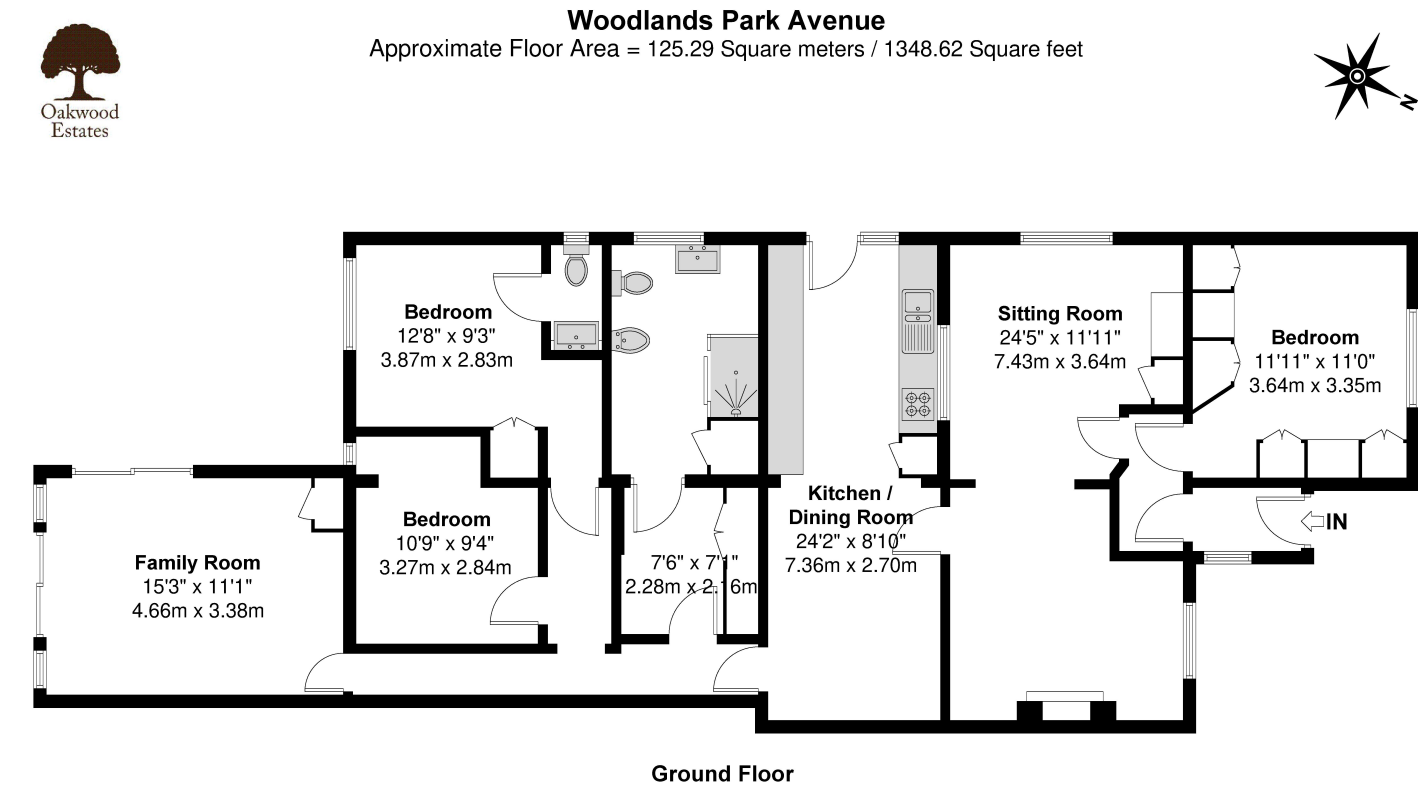 Woodlands Park Avenue
Approximate Floor Area = 125.29 Square meters / 1348.62 Square feet
Oakwood
Estates
N
Bedroom
12'8" x 9'3"
3.87m x 2.83m
Sitting Room
24'5" x 11'11"
7.43m x 3.64m
Bedroom
11'11" x 11'0"
3.64m x 3.35m
Kitchen /
Dining Room
24'2" x 8'10"
7.36m x 2.70m
Bedroom
10'9" x 9'4"
3.27m x 2.84m
IN
Family Room
15'3" x 11'1"
4.66m x 3.38m
7'6" x 7'1"
2.28m x 2.16m
Ground Floor